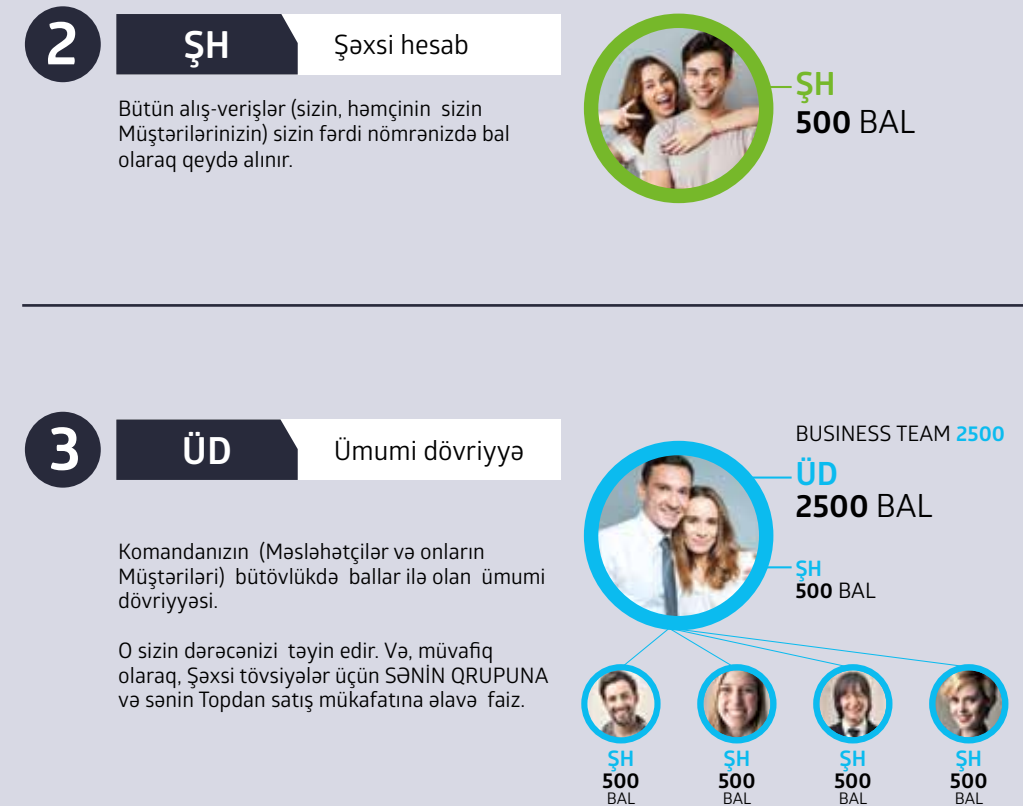 2
ŞH
Şəxsi hesab
Bütün alış-verişlər (sizin, həmçinin sizin
Müştərilərinizin) sizin fərdi nömrənizdə bal
olaraq qeydə alınır.
ŞH
500 BAL
3
ÜD
Ümumi dövriyyə
Komandanızın (Məsləhətçilər və onların
Müştəriləri) bütövlükdə ballar ilə olan ümumi
dövriyyəsi.
O sizin dərəcənizi təyin edir. Və, müvafiq
olaraq, Şəxsi tövsiyələr üçün SƏNİN QRUPUNA
və sənin Topdan satış mükafatına əlavə faiz.
BUSINESS TEAM 2500
ÜD
2500 BAL
ŞH
500 BAL
ŞH
500
BAL
ŞH
500
BAL
ŞH
500
BAL
ŞH
500
BAL